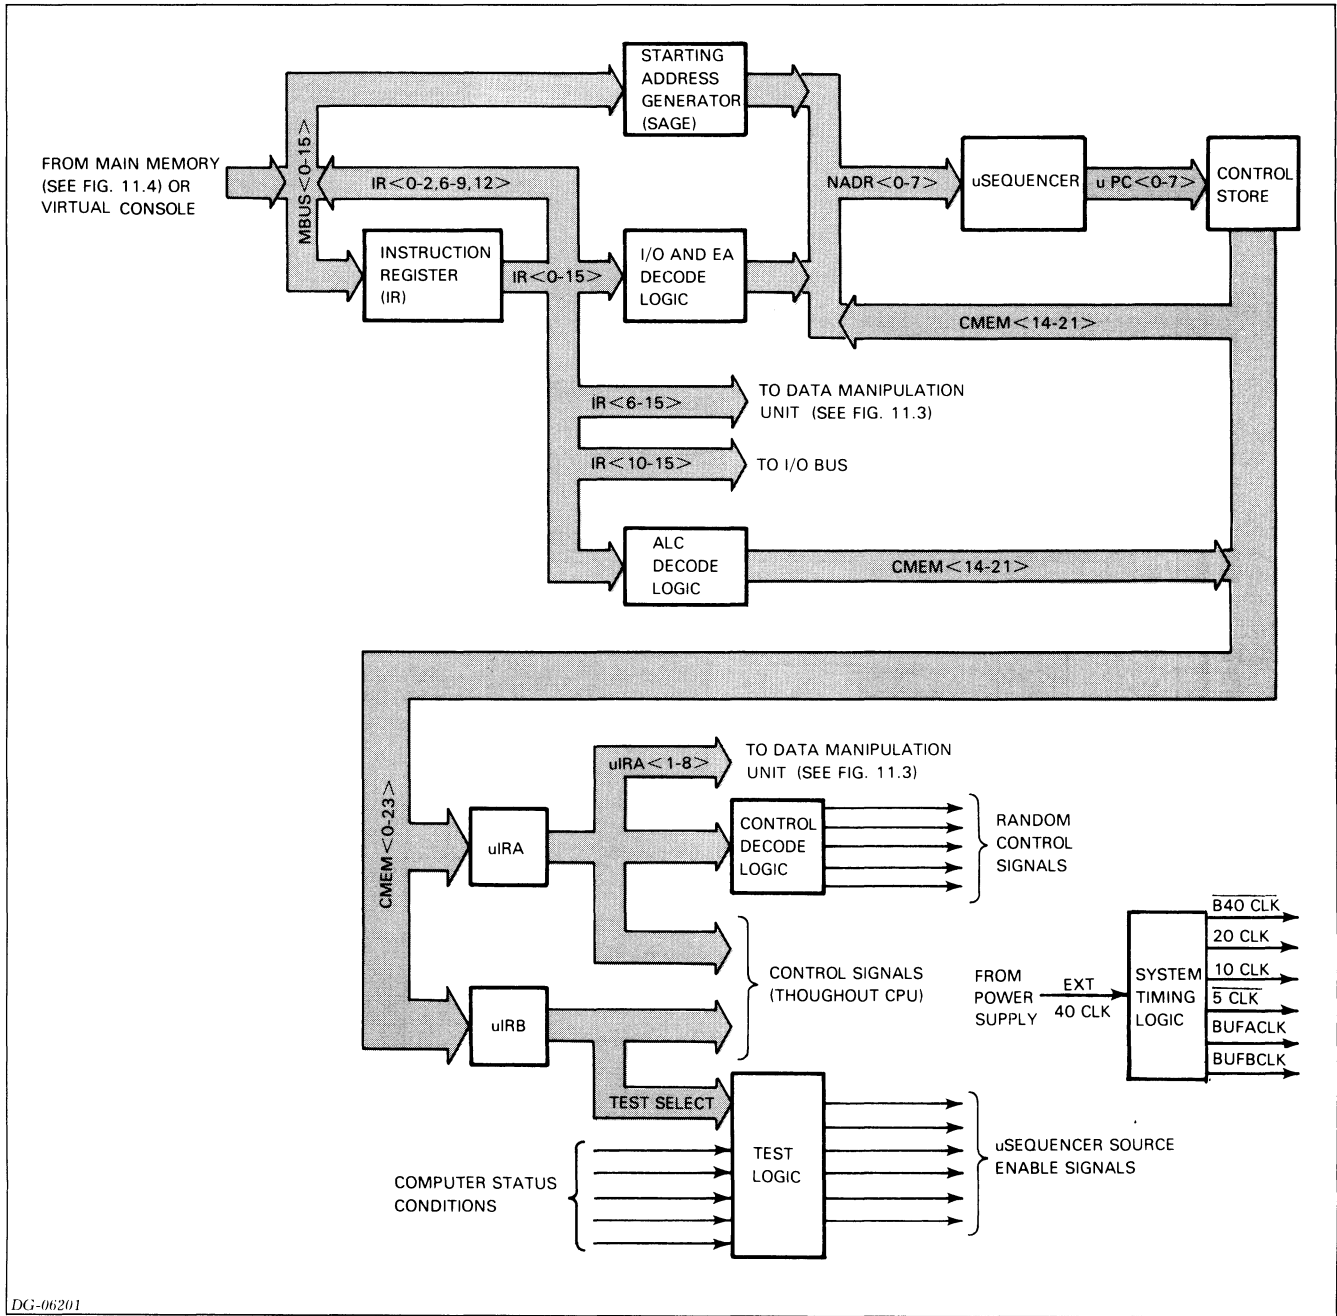 STARTING
ADDRESS
GENERATOR
(SAGE)
FROM MAIN MEMORY
(SEE FIG. 11.4) OR
VIRTUAL CONSOLE
MBUS<0-15>
IR<0-2,6-9,12>
NADR<0-7>
uSEQUENCER
u PC<0-7>
CONTROL
STORE
INSTRUCTION
REGISTER
(IR)
IR<0-15>
I/O AND EA
DECODE
LOGIC
CMEM<14-21>
IR<6-15>
TO DATA MANIPULATION
UNIT (SEE FIG. 11.3)
IR<10-15>
TO I/O BUS
ALC
DECODE
LOGIC
CMEM<14-21>
CMEM<0-23>
uIRA<1-8>
TO DATA MANIPULATION
UNIT (SEE FIG. 11.3)
uIRA
CONTROL
DECODE
LOGIC
RANDOM
CONTROL
SIGNALS
CONTROL SIGNALS
(THOUGHOUT CPU)
uIRB
FROM
POWER
SUPPLY
EXT
40 CLK
SYSTEM
TIMING
LOGIC
B40 CLK
20 CLK
10 CLK
5 CLK
BUFACLK
BUFBCLK
TEST SELECT
TEST
LOGIC
COMPUTER STATUS
CONDITIONS
uSEQUENCER SOURCE
ENABLE SIGNALS
DG-06201